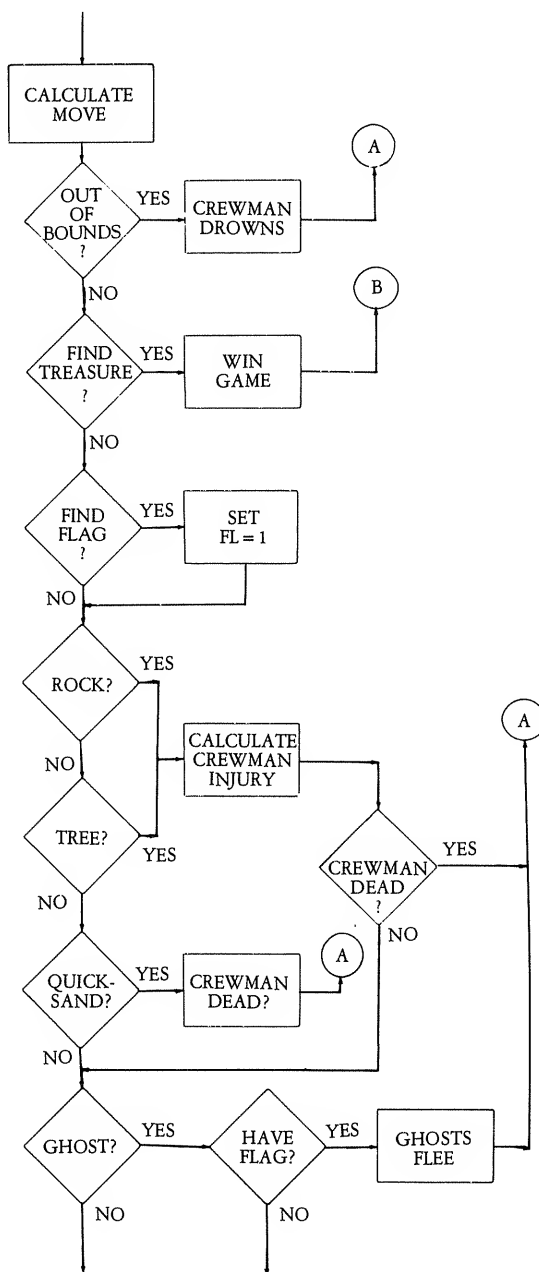 CALCULATE
MOVE
A
OUT
OF
BOUNDS
?
YES
CREWMAN
DROWNS
NO
B
FIND
TREASURE
?
YES
WIN
GAME
NO
FIND
FLAG
?
YES
SET
FL = 1
NO
ROCK?
YES
A
CALCULATE
CREWMAN
INJURY
NO
TREE?
YES
CREWMAN
DEAD
?
YES
NO
NO
A
QUICK-
SAND?
YES
CREWMAN
DEAD?
NO
GHOST?
YES
HAVE
FLAG?
YES
GHOSTS
FLEE
NO
NO